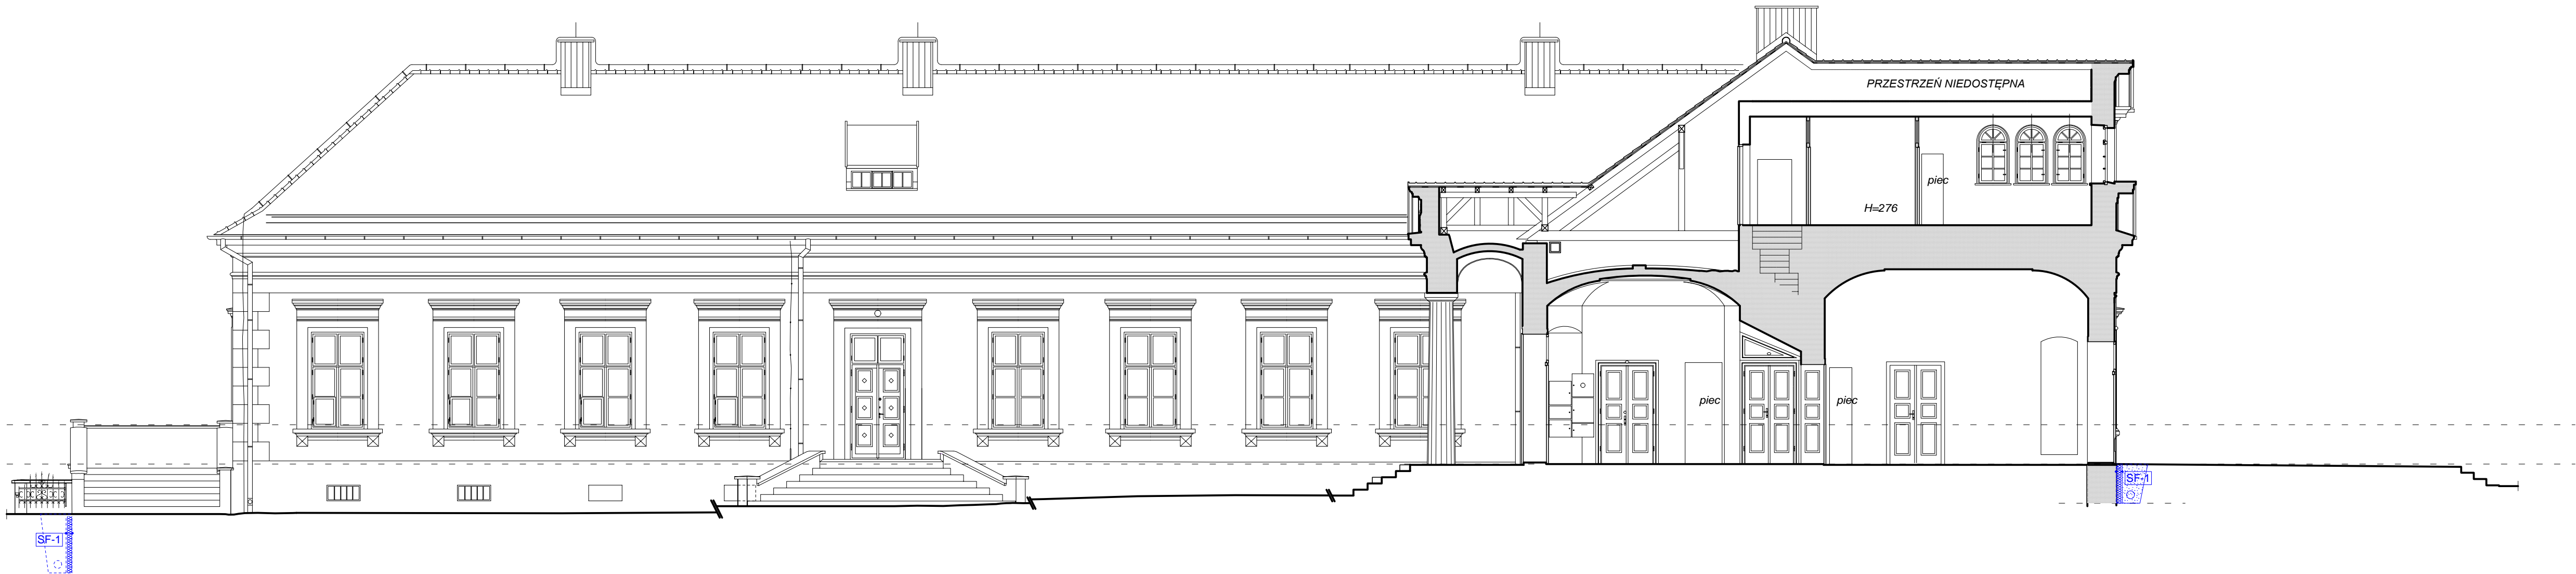 PRZESTRZEŃ NIEDOSTĘPNA
piec
H=276
piec
piec
SF-1
SF-1